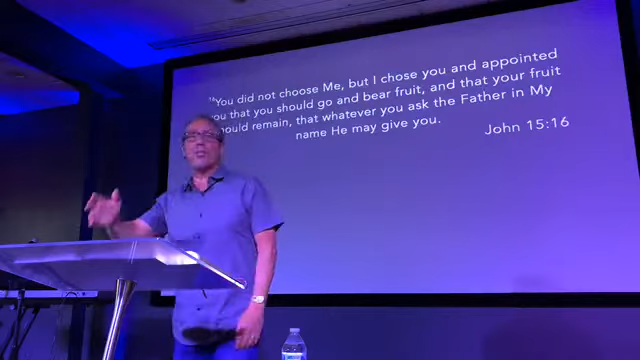 16You did not choose Me, but I chose you and appointed
you that you should go and bear fruit, and that your fruit
should remain, that whatever you ask the Father in My
name He may give you.
John 15:16